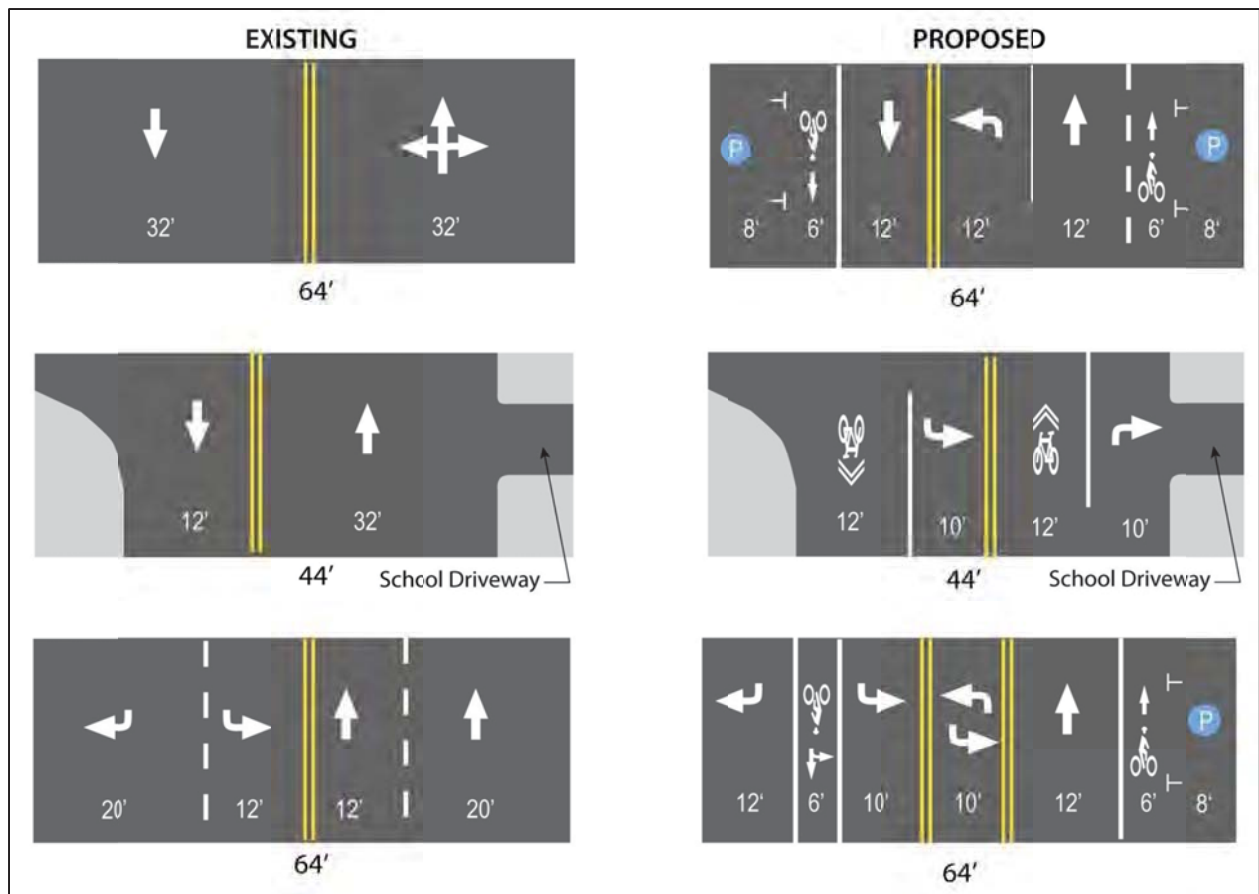 EXISTING
PROPOSED
32' 32'
64'
P P
8' 6' 12' 12' 12' 6' 8'
64'
12' 32'
44'
School Driveway
12' 10' 12' 10'
44'
School Driveway
20' 12' 12' 20'
64'
P
12' 6' 10' 10' 12' 6' 8'
64'